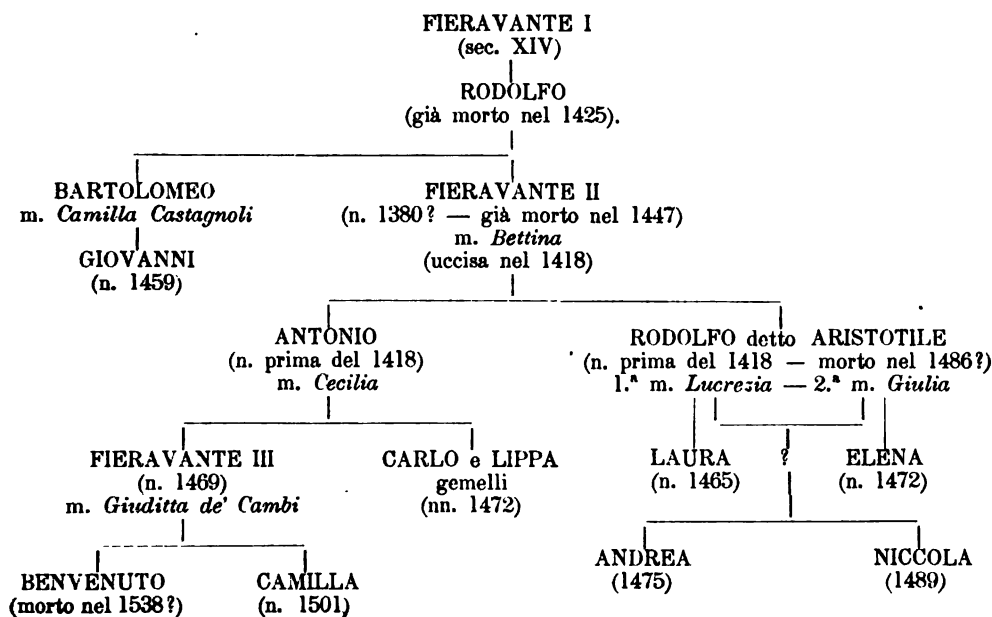 FIERAVANTE I
(sec. XIV)
RODOLFO
(già morto nel 1425).
BARTOLOMEO
m. Camilla Castagnoli
GIOVANNI
(n. 1459)
FIERAVANTE II
(n. 1380? — già morto nel 1447)
m. Bettina
(uccisa nel 1418)
ANTONIO
(n. prima del 1418)
m. Cecilia
RODOLFO detto ARISTOTILE
(n. prima del 1418 — morto nel 1486?)
1.ª m. Lucrezia — 2.ª m. Giulia
FIERAVANTE III
(n. 1469)
m. Giuditta de' Cambi
CARLO e LIPPA
gemelli
(nn. 1472)
LAURA
(n. 1465)
?
ELENA
(n. 1472)
BENVENUTO
(morto nel 1538?)
CAMILLA
(n. 1501)
ANDREA
(1475)
NICCOLA
(1489)